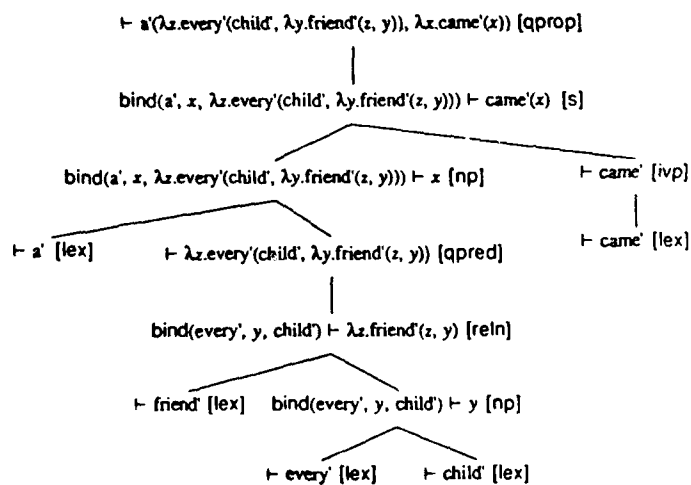 ⊢ a'(λz.every'(child', λy.friend'(z, y)), λx.came'(x)) [qprop]
bind(a', x, λz.every'(child', λy.friend'(z, y))) ⊢ came'(x) [s]
bind(a', x, λz.every'(child', λy.friend'(z, y))) ⊢ x [np]
⊢ came' [ivp]
⊢ a' [lex]
⊢ λz.every'(child', λy.friend'(z, y)) [qpred]
⊢ came' [lex]
bind(every', y, child') ⊢ λz.friend'(z, y) [reln]
⊢ friend' [lex]
bind(every', y, child') ⊢ y [np]
⊢ every' [lex]
⊢ child' [lex]